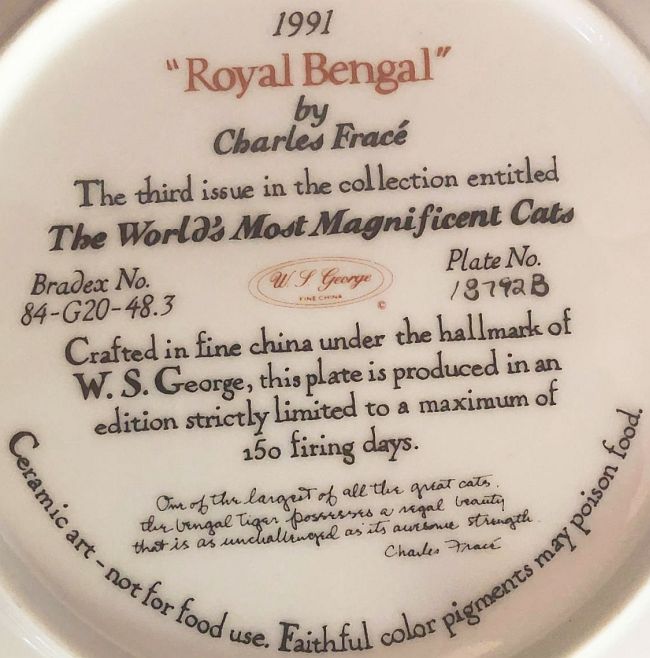 1991
"Royal Bengal"
by
Charles Fracé
The third issue in the collection entitled
The World's Most Magnificent Cats
Bradex No.
84-G20-48.3
W. S. George
FINE CHINA
©
Plate No.
18792B
Crafted in fine china under the hallmark of
W. S. George, this plate is produced in an
edition strictly limited to a maximum of
150 firing days.
One of the largest of all the great cats,
the bengal Tiger possesses a regal beauty
that is as unchallenged as its awesome strength.
Charles Fracé
Ceramic art - not for food use. Faithful color pigments may poison food.